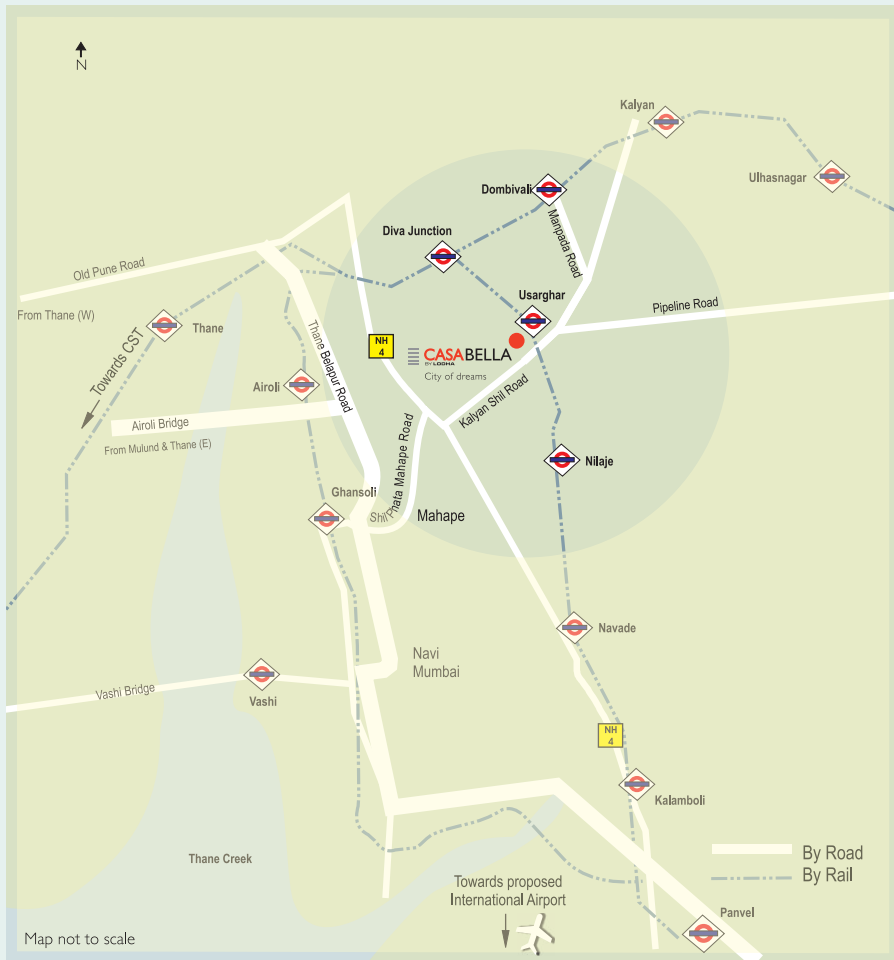 N
Kalyan
Ulhasnagar
Dombivali
Diva Junction
Manpada Road
Old Pune Road
Usarghar
Pipeline Road
From Thane (W)
Thane
Towards CST
Thane Belapur Road
NH
4
CASABELLA
BY LODHA
City of dreams
Airoli
Kalyan Shil Road
Airoli Bridge
From Mulund & Thane (E)
Shil Phata Mahape Road
Nilaje
Ghansoli
Mahape
Navade
Navi
Mumbai
Vashi Bridge
Vashi
NH
4
Kalamboli
Thane Creek
By Road
By Rail
Towards proposed
International Airport
Panvel
Map not to scale